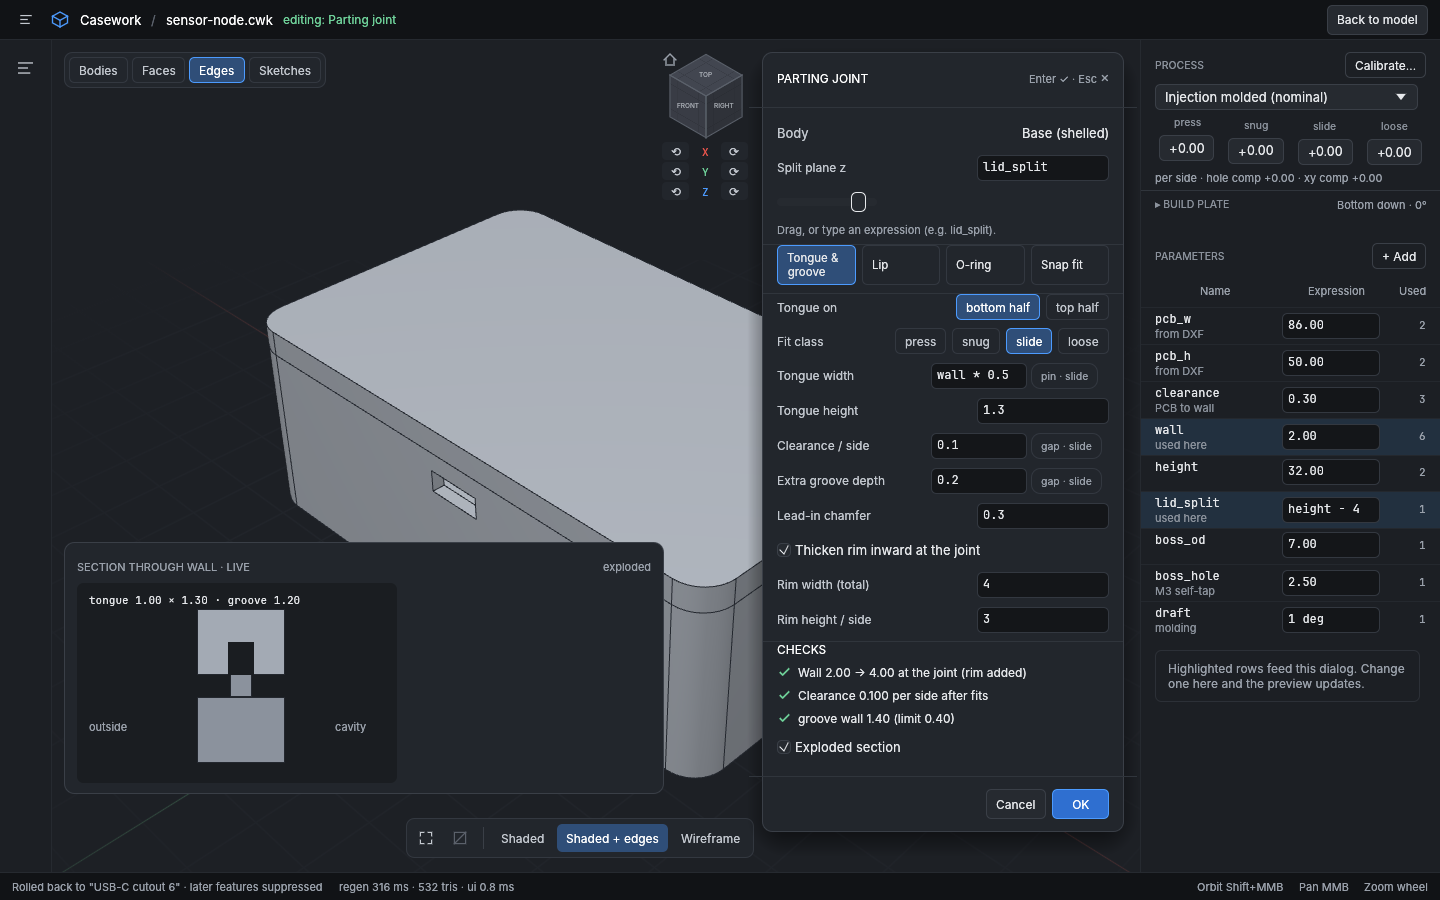 Casework / sensor-node.cwk editing: Parting joint
Back to model
Bodies Faces Edges Sketches
TOP
FRONT RIGHT
X
Y
Z
SECTION THROUGH WALL · LIVE exploded
tongue 1.00 × 1.30 · groove 1.20
outside cavity
Shaded Shaded + edges Wireframe
PARTING JOINT Enter ✓ · Esc ×
Body Base (shelled)
Split plane z lid_split
Drag, or type an expression (e.g. lid_split).
Tongue &
groove
Lip O-ring Snap fit
Tongue on bottom half top half
Fit class press snug slide loose
Tongue width wall * 0.5 pin · slide
Tongue height 1.3
Clearance / side 0.1 gap · slide
Extra groove depth 0.2 gap · slide
Lead-in chamfer 0.3
Thicken rim inward at the joint
Rim width (total) 4
Rim height / side 3
CHECKS
Wall 2.00 → 4.00 at the joint (rim added)
Clearance 0.100 per side after fits
groove wall 1.40 (limit 0.40)
Exploded section
Cancel OK
PROCESS Calibrate...
Injection molded (nominal)
press snug slide loose
+0.00 +0.00 +0.00 +0.00
per side · hole comp +0.00 · xy comp +0.00
▸ BUILD PLATE Bottom down · 0°
PARAMETERS + Add
Name Expression Used
pcb_w 86.00 2
from DXF
pcb_h 50.00 2
from DXF
clearance 0.30 3
PCB to wall
wall 2.00 6
used here
height 32.00 2
lid_split height - 4 1
used here
boss_od 7.00 1
boss_hole 2.50 1
M3 self-tap
draft 1 deg 1
molding
Highlighted rows feed this dialog. Change
one here and the preview updates.
Rolled back to "USB-C cutout 6" · later features suppressed regen 316 ms · 532 tris · ui 0.8 ms
Orbit Shift+MMB Pan MMB Zoom wheel